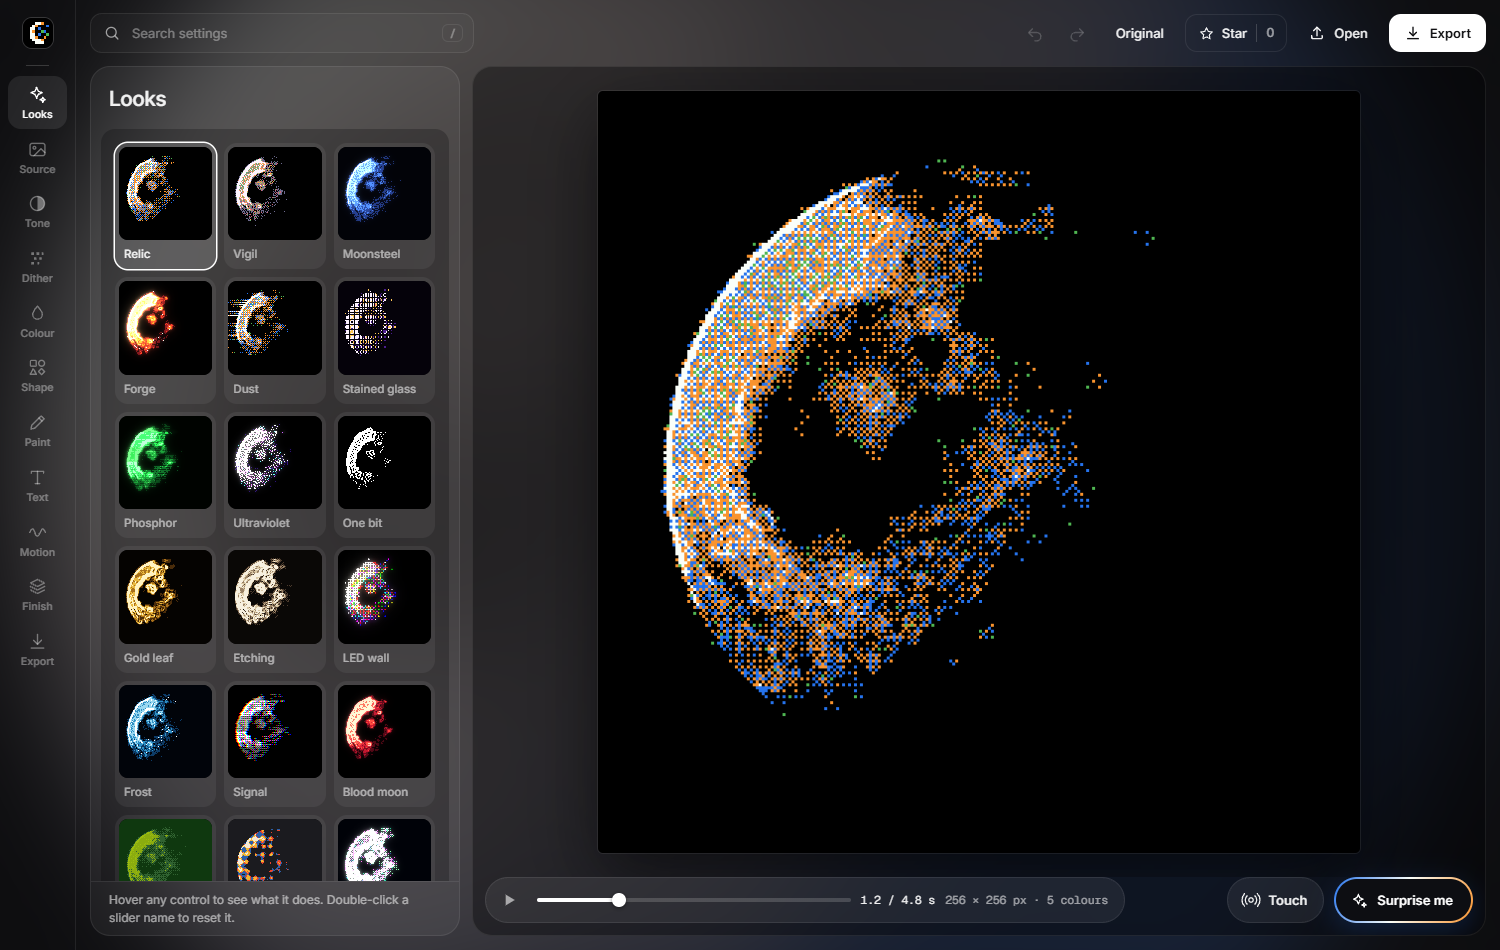 Search settings
/
Original
Star
0
Open
Export
Looks
Source
Tone
Dither
Colour
Shape
Paint
Text
Motion
Finish
Export
Looks
Relic
Vigil
Moonsteel
Forge
Dust
Stained glass
Phosphor
Ultraviolet
One bit
Gold leaf
Etching
LED wall
Frost
Signal
Blood moon
Hover any control to see what it does. Double-click a
slider name to reset it.
1.2 / 4.8 s
256 × 256 px · 5 colours
Touch
Surprise me